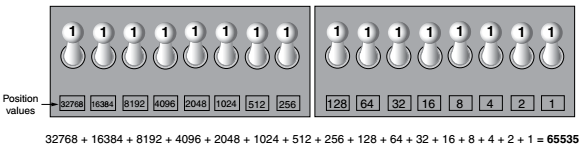 1 1 1 1 1 1 1 1 1 1 1 1 1 1 1 1
Position values 32768 16384 8192 4096 2048 1024 512 256 128 64 32 16 8 4 2 1
32768 + 16384 + 8192 + 4096 + 2048 + 1024 + 512 + 256 + 128 + 64 + 32 + 16 + 8 + 4 + 2 + 1 = 65535